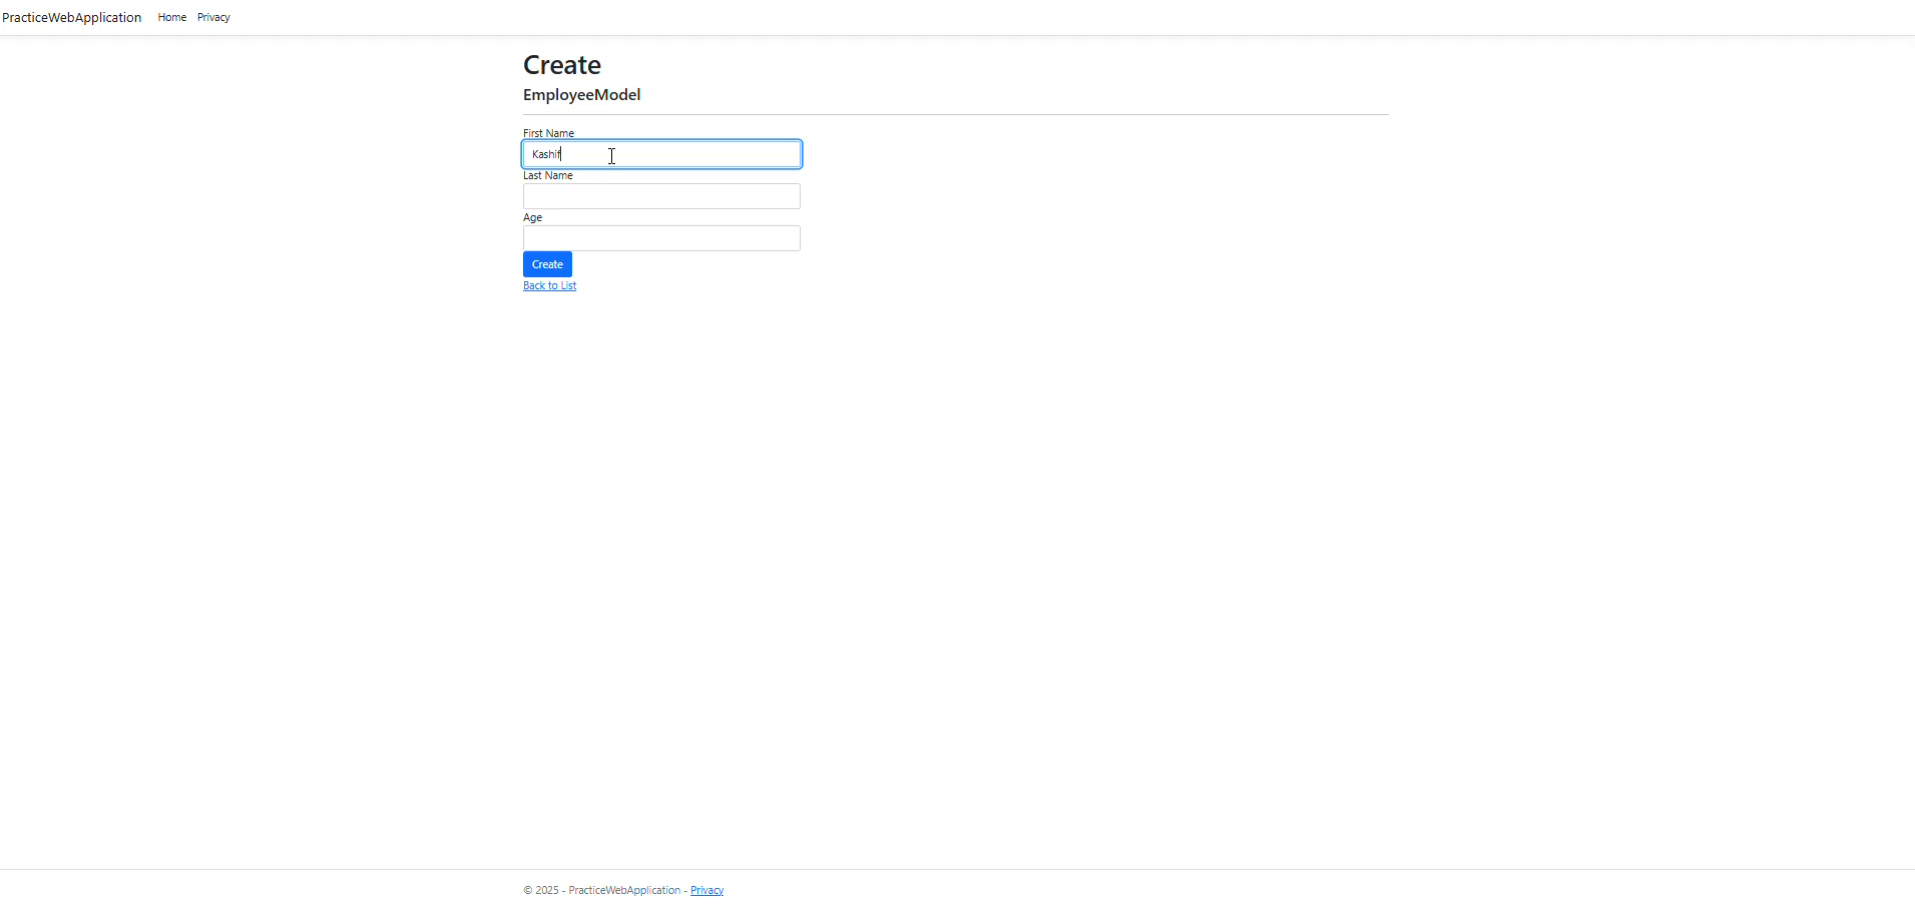 PracticeWebApplication Home Privacy
Create
EmployeeModel
First Name
Kashif
Last Name
Age
Create
Back to List
© 2025 - PracticeWebApplication - Privacy